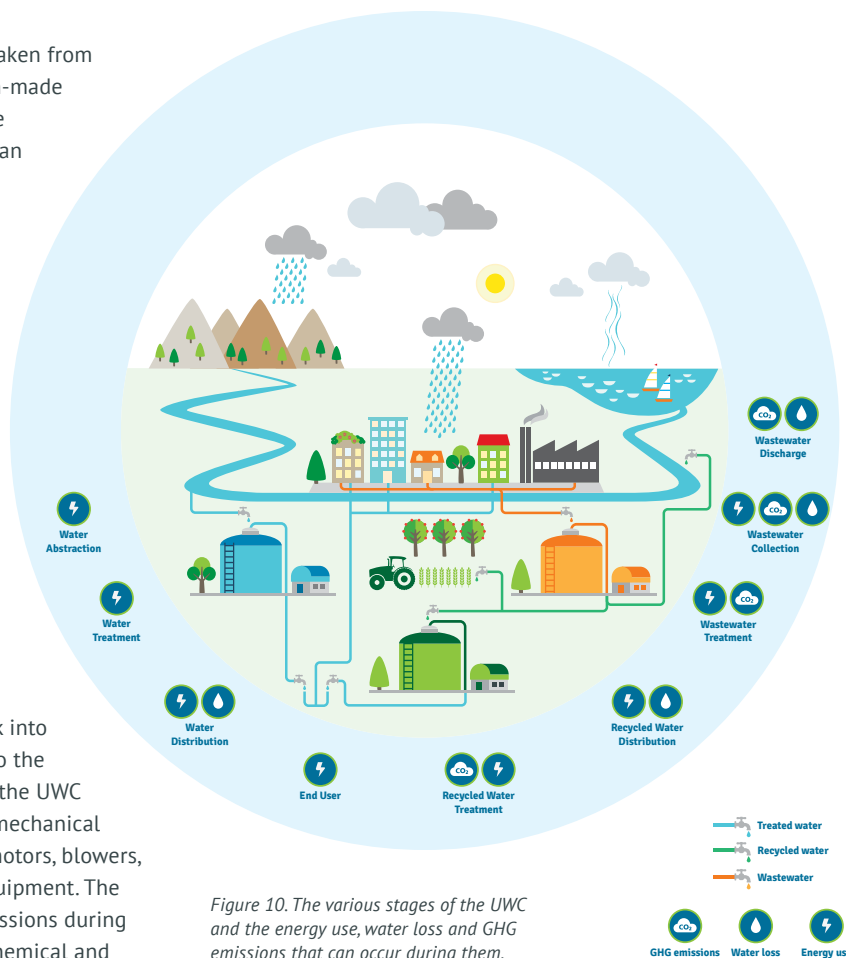 aken from
-made
e
an
CO₂
Wastewater
Discharge
Water
Abstraction
CO₂
Wastewater
Collection
Water
Treatment
CO₂
Wastewater
Treatment
Water
Distribution
Recycled Water
Distribution
End User
CO₂
Recycled Water
Treatment
k into
o the
the UWC
mechanical
motors, blowers,
quipment. The
issions during
hemical and
Figure 10. The various stages of the UWC
and the energy use, water loss and GHG
emissions that can occur during them.
Treated water
Recycled water
Wastewater
CO₂
GHG emissions Water loss Energy us